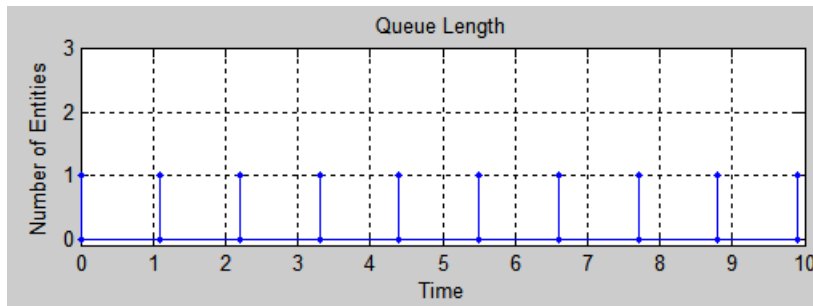 Queue Length
Number of Entities
3
2
1
0
0 1 2 3 4 5 6 7 8 9 10
Time